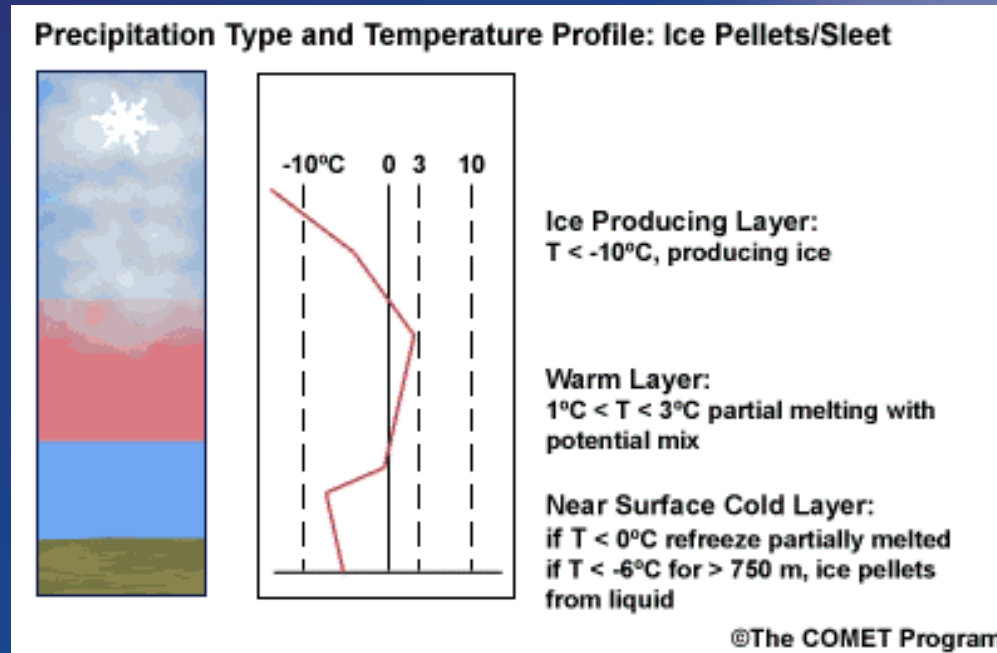 Precipitation Type and Temperature Profile: Ice Pellets/Sleet
-10ºC 0 3 10
Ice Producing Layer:
T < -10ºC, producing ice
Warm Layer:
1ºC < T < 3ºC partial melting with
potential mix
Near Surface Cold Layer:
if T < 0ºC refreeze partially melted
if T < -6ºC for > 750 m, ice pellets
from liquid
©The COMET Program